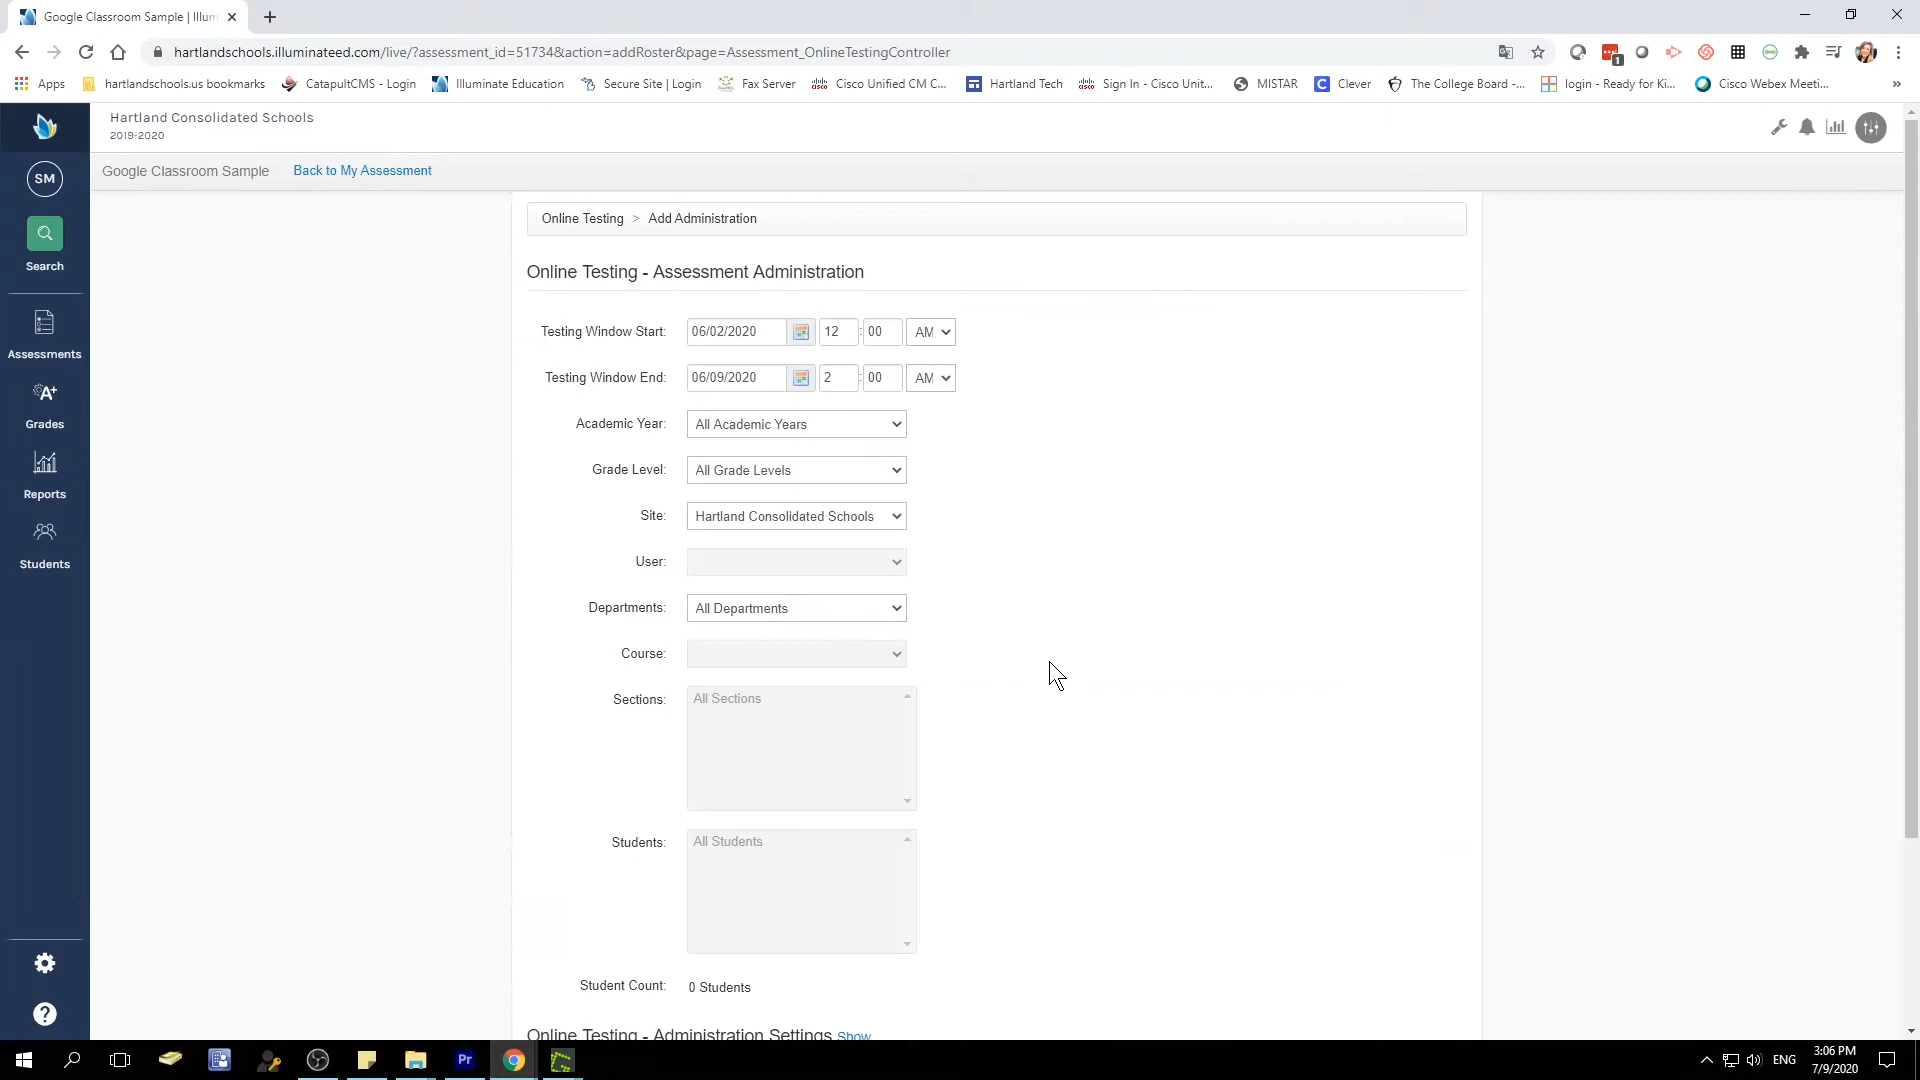 Google Classroom Sample | Illum
hartlandschools.illuminateed.com/live/?assessment_id=51734&action=addRoster&page=Assessment_OnlineTestingController
1
Apps
hartlandschools.us bookmarks
CatapultCMS - Login
Illuminate Education
Secure Site | Login
Fax Server
Cisco Unified CM C...
Hartland Tech
Sign In - Cisco Unit...
MISTAR
Clever
The College Board -...
login - Ready for Ki...
Cisco Webex Meeti...
»
Hartland Consolidated Schools
2019-2020
SM
Google Classroom Sample
Back to My Assessment
Search
Assessments
A+
Grades
Reports
Students
Online Testing > Add Administration
Online Testing - Assessment Administration
Testing Window Start: 06/02/2020 12 : 00 AM
Testing Window End: 06/09/2020 2 : 00 AM
Academic Year: All Academic Years
Grade Level: All Grade Levels
Site: Hartland Consolidated Schools
User:
Departments: All Departments
Course:
Sections: All Sections
Students: All Students
Student Count: 0 Students
Online Testing - Administration Settings Show
?
Pr
ENG
3:06 PM
7/9/2020